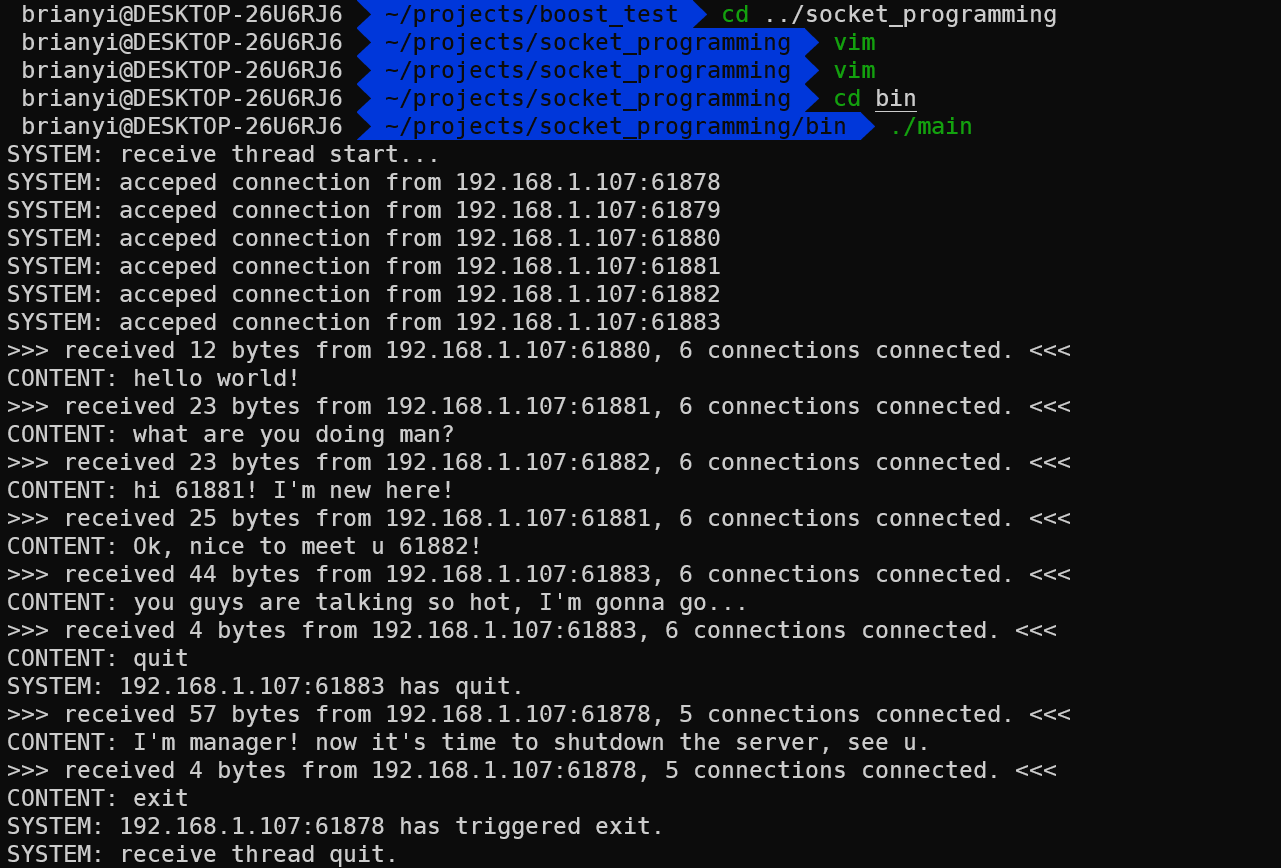 brianyi@DESKTOP-26U6RJ6 ~/projects/boost_test cd ../socket_programming
brianyi@DESKTOP-26U6RJ6 ~/projects/socket_programming vim
brianyi@DESKTOP-26U6RJ6 ~/projects/socket_programming vim
brianyi@DESKTOP-26U6RJ6 ~/projects/socket_programming cd bin
brianyi@DESKTOP-26U6RJ6 ~/projects/socket_programming/bin ./main
SYSTEM: receive thread start...
SYSTEM: acceped connection from 192.168.1.107:61878
SYSTEM: acceped connection from 192.168.1.107:61879
SYSTEM: acceped connection from 192.168.1.107:61880
SYSTEM: acceped connection from 192.168.1.107:61881
SYSTEM: acceped connection from 192.168.1.107:61882
SYSTEM: acceped connection from 192.168.1.107:61883
>>> received 12 bytes from 192.168.1.107:61880, 6 connections connected. <<<
CONTENT: hello world!
>>> received 23 bytes from 192.168.1.107:61881, 6 connections connected. <<<
CONTENT: what are you doing man?
>>> received 23 bytes from 192.168.1.107:61882, 6 connections connected. <<<
CONTENT: hi 61881! I'm new here!
>>> received 25 bytes from 192.168.1.107:61881, 6 connections connected. <<<
CONTENT: Ok, nice to meet u 61882!
>>> received 44 bytes from 192.168.1.107:61883, 6 connections connected. <<<
CONTENT: you guys are talking so hot, I'm gonna go...
>>> received 4 bytes from 192.168.1.107:61883, 6 connections connected. <<<
CONTENT: quit
SYSTEM: 192.168.1.107:61883 has quit.
>>> received 57 bytes from 192.168.1.107:61878, 5 connections connected. <<<
CONTENT: I'm manager! now it's time to shutdown the server, see u.
>>> received 4 bytes from 192.168.1.107:61878, 5 connections connected. <<<
CONTENT: exit
SYSTEM: 192.168.1.107:61878 has triggered exit.
SYSTEM: receive thread quit.